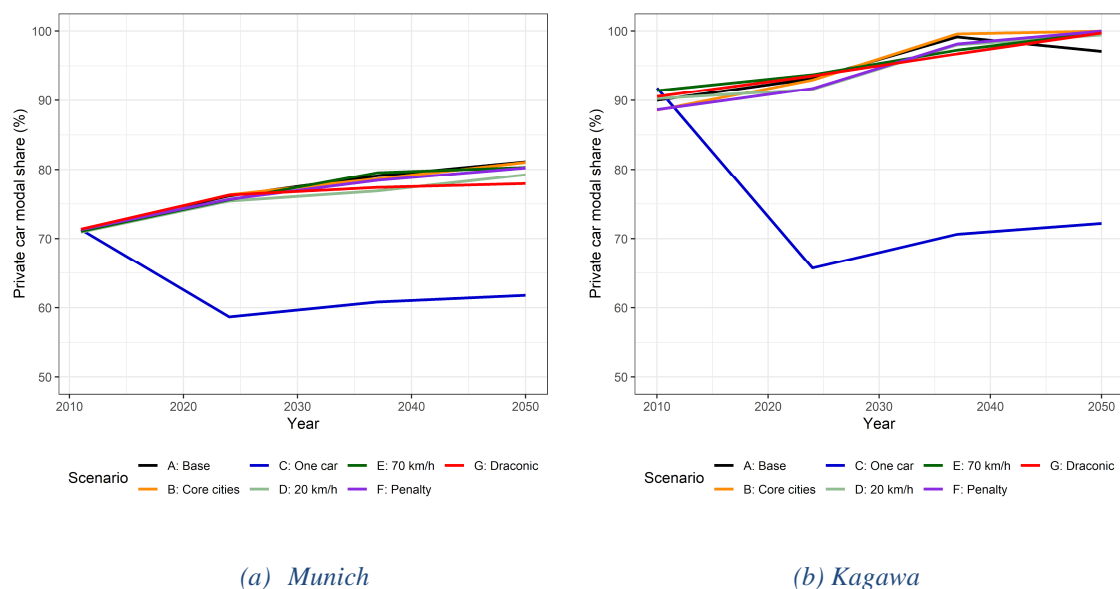 100
90
80
70
60
50
Private car modal share (%)
2010 2020 2030 2040 2050
Year
Scenario
A: Base C: One car E: 70 km/h G: Draconic
B: Core cities D: 20 km/h F: Penalty
(a) Munich
100
90
80
70
60
50
Private car modal share (%)
2010 2020 2030 2040 2050
Year
Scenario
A: Base C: One car E: 70 km/h G: Draconic
B: Core cities D: 20 km/h F: Penalty
(b) Kagawa